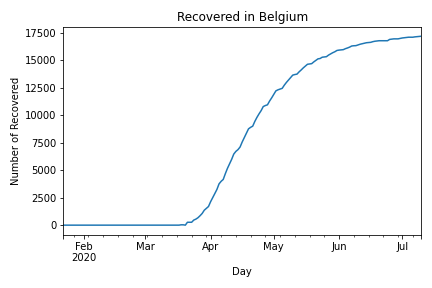 Recovered in Belgium
Number of Recovered
17500
15000
12500
10000
7500
5000
2500
0
Feb
2020
Mar
Apr
May
Jun
Jul
Day